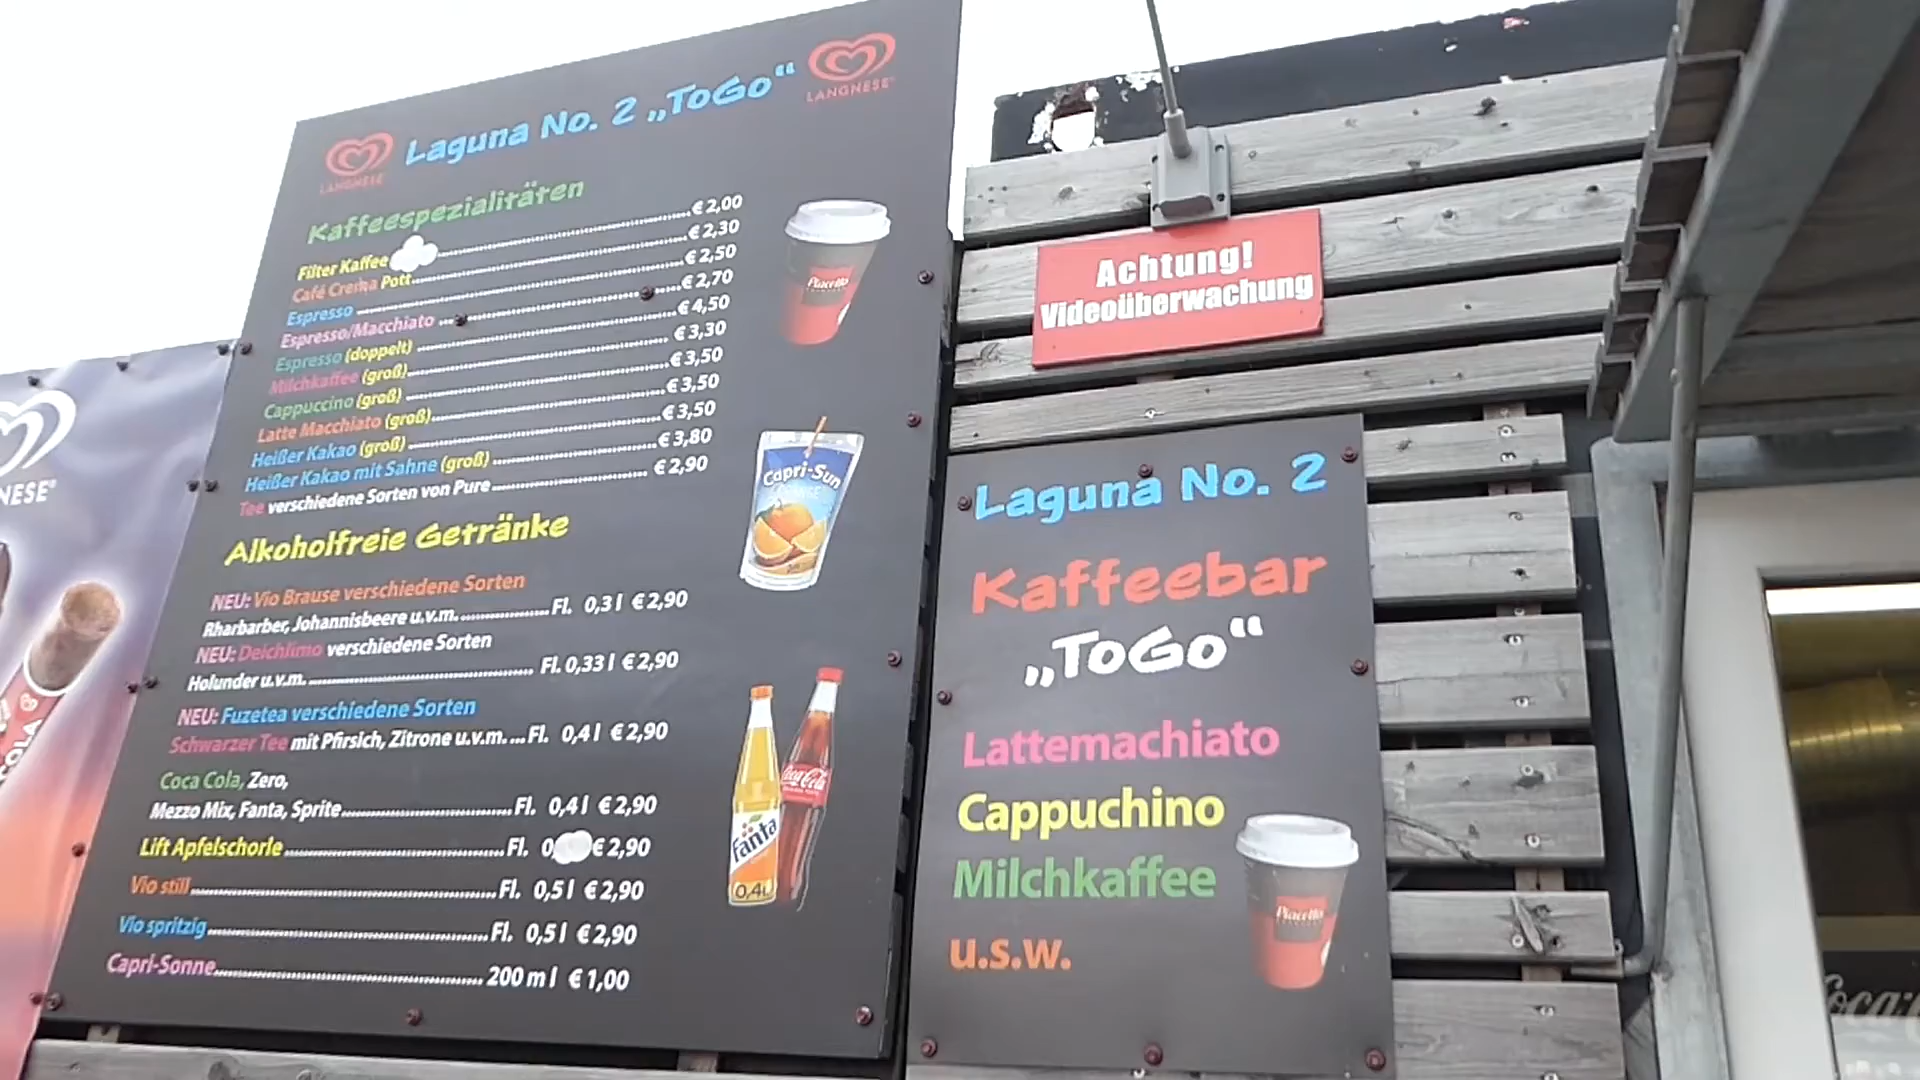 LANGNESE
Laguna No. 2 „ToGo“
LANGNESE
Kaffeespezialitäten
Filter Kaffee ........ € 2,00
Café Crema Pott ........ € 2,30
Espresso ........ € 2,50
Espresso/Macchiato ........ € 2,70
Espresso (doppelt) ........ € 4,50
Milchkaffee (groß) ........ € 3,30
Cappuccino (groß) ........ € 3,50
Latte Macchiato (groß) ........ € 3,50
Heißer Kakao (groß) ........ € 3,50
Heißer Kakao mit Sahne (groß) ........ € 3,80
Tee verschiedene Sorten von Pure ........ € 2,90
Alkoholfreie Getränke
NEU: Vio Brause verschiedene Sorten
Rharbarber, Johannisbeere u.v.m. ........ Fl. 0,3 l € 2,90
NEU: Deichlimo verschiedene Sorten
Holunder u.v.m. ........ Fl. 0,33 l € 2,90
NEU: Fuzetea verschiedene Sorten
Schwarzer Tee mit Pfirsich, Zitrone u.v.m. ... Fl. 0,4 l € 2,90
Coca Cola, Zero,
Mezzo Mix, Fanta, Sprite ........ Fl. 0,4 l € 2,90
Lift Apfelschorle ........ Fl. € 2,90
Vio still ........ Fl. 0,5 l € 2,90
Vio spritzig ........ Fl. 0,5 l € 2,90
Capri-Sonne ........ 200 m l € 1,00
Piacetto
Capri-Sun
Fanta
0,4L
Coca-Cola
Achtung!
Videoüberwachung
Laguna No. 2
Kaffeebar
„ToGo“
Lattemachiato
Cappuchino
Milchkaffee
u.s.w.
Piacetto